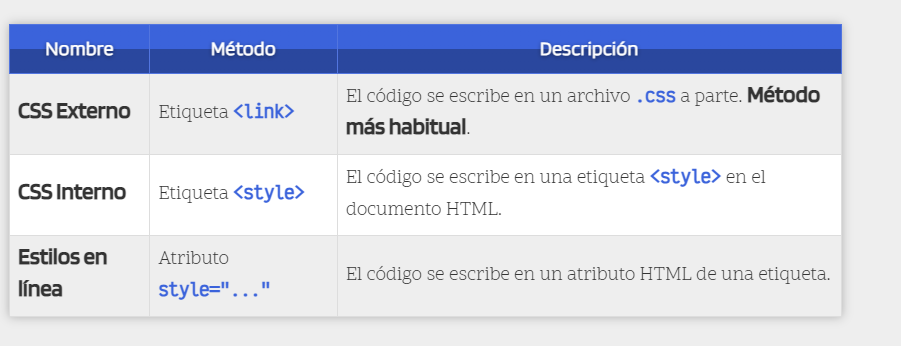 Nombre Método Descripción
CSS Externo Etiqueta <link> El código se escribe en un archivo .css a parte. Método
más habitual.
CSS Interno Etiqueta <style> El código se escribe en una etiqueta <style> en el
documento HTML.
Estilos en
línea
Atributo
style="..."
El código se escribe en un atributo HTML de una etiqueta.